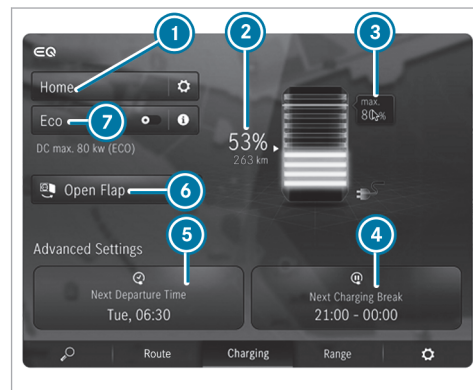 1
2
3
EQ
Home
max.
80 %
Eco
7
53%
263 km
DC max. 80 kw (ECO)
Open Flap
6
5
4
Advanced Settings
Next Departure Time
Tue, 06:30
Next Charging Break
21:00 - 00:00
Route
Charging
Range